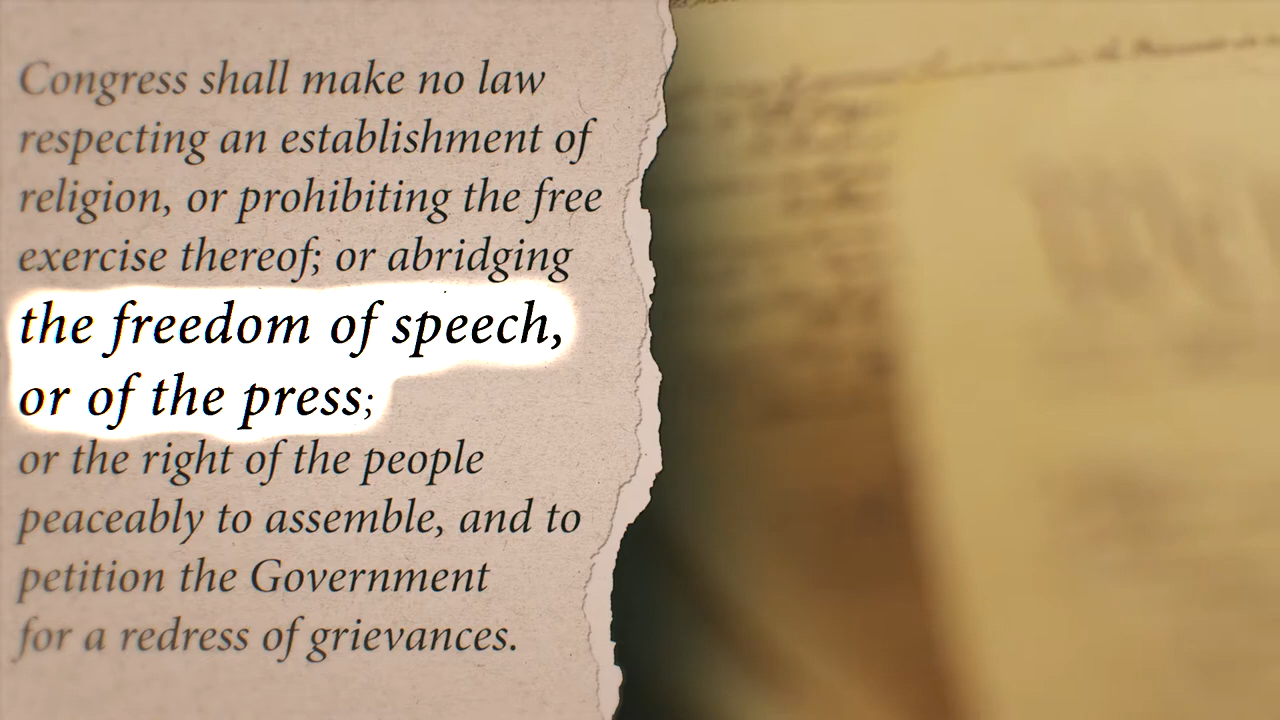 Congress shall make no law
respecting an establishment of
religion, or prohibiting the free
exercise thereof; or abridging
the freedom of speech,
or of the press;
or the right of the people
peaceably to assemble, and to
petition the Government
for a redress of grievances.